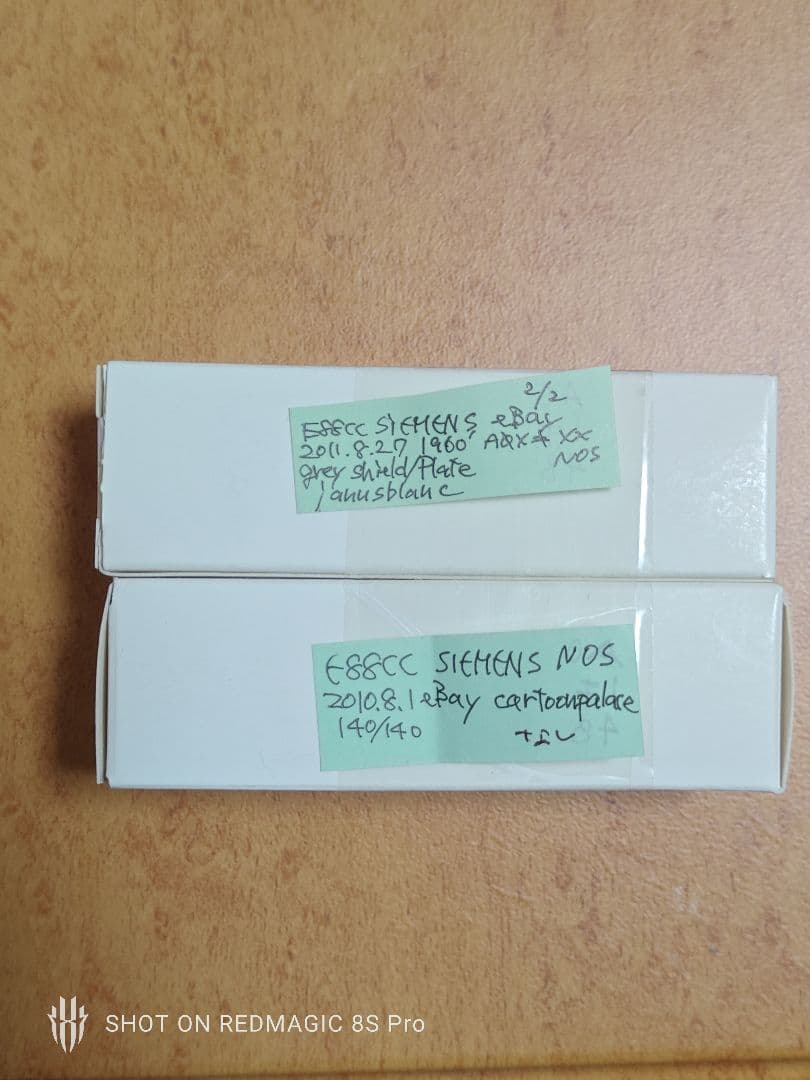 2/2
E88CC SIEMENS eBay
2011.8.27 1960' XX
grey shield/Plate NOS
janusblanc
E88CC SIEMENS NOS
2010.8.1 eBay cartoonpalace
140/140
SHOT ON REDMAGIC 8S Pro